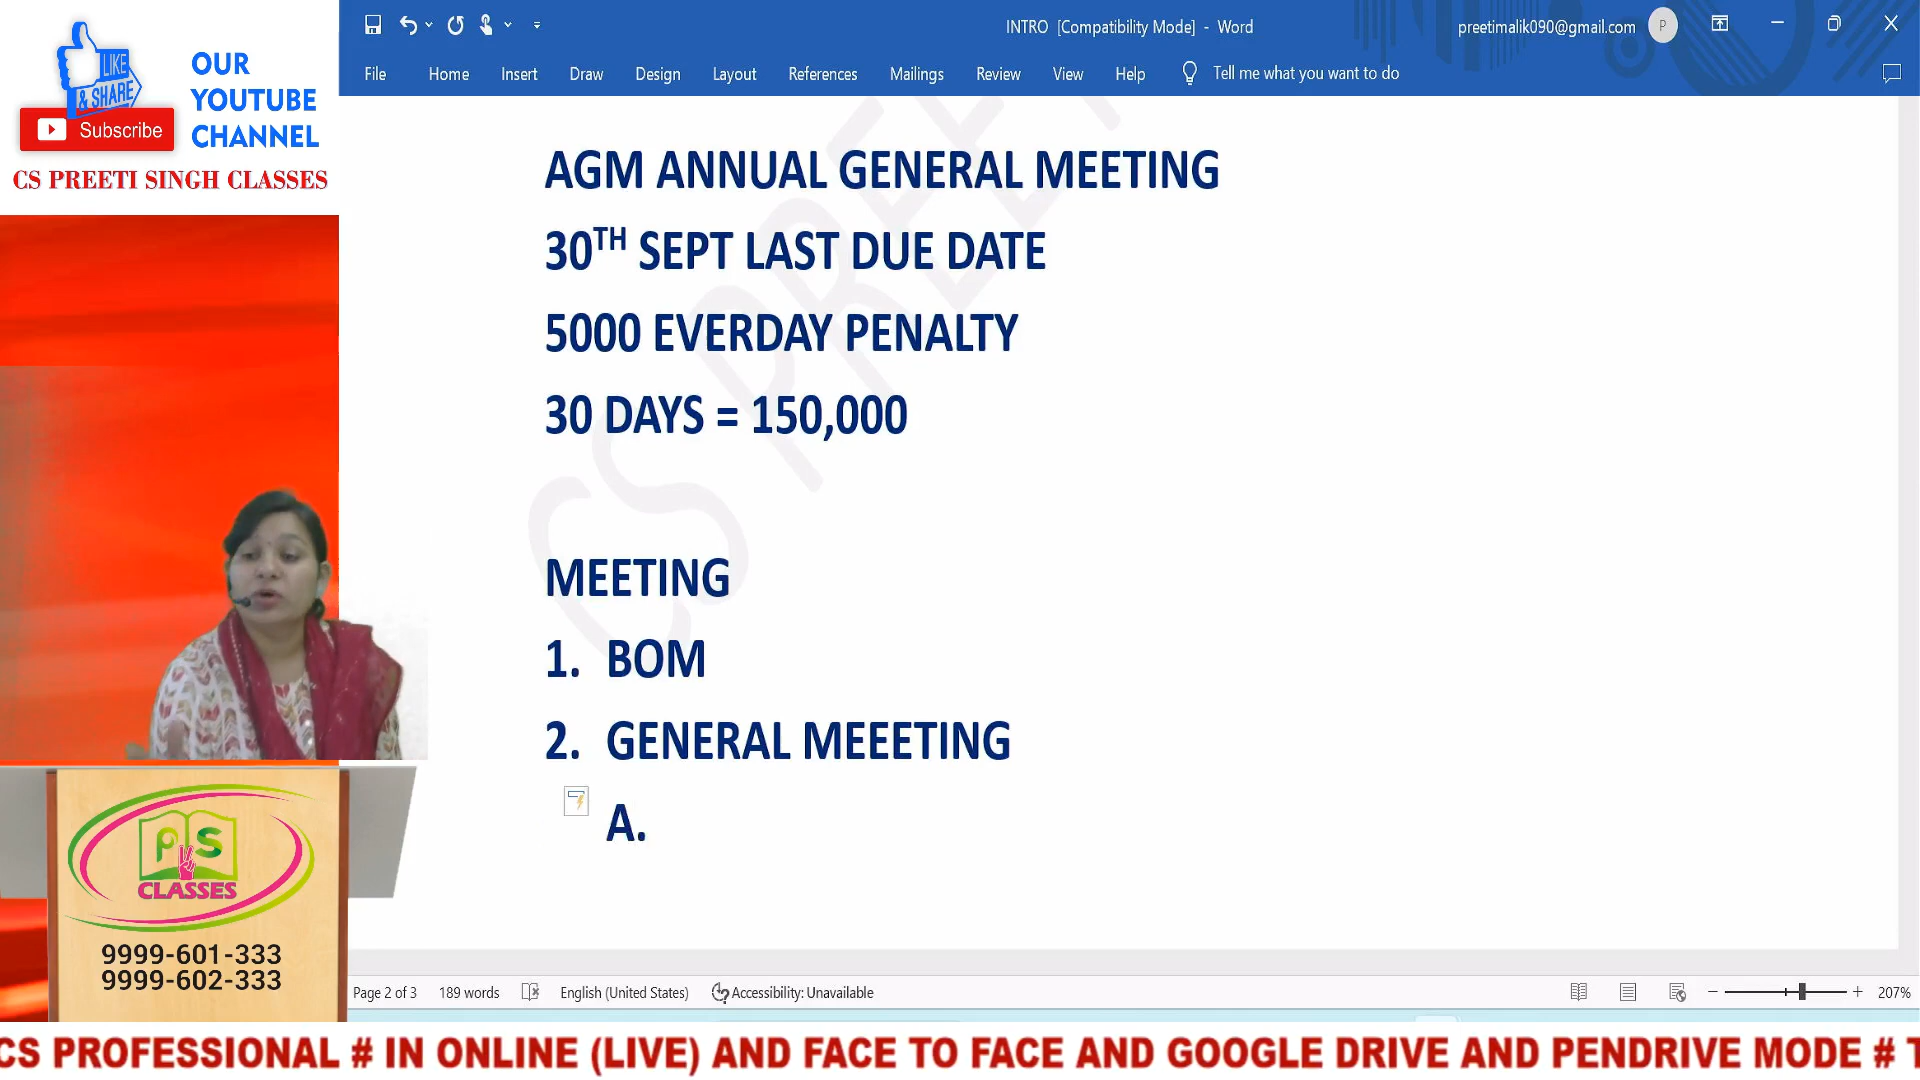 LIKE
& SHARE
Subscribe
OUR
YOUTUBE
CHANNEL
CS PREETI SINGH CLASSES
INTRO [Compatibility Mode] - Word
preetimalik090@gmail.com
P
File Home Insert Draw Design Layout References Mailings Review View Help Tell me what you want to do
CS PREET
AGM ANNUAL GENERAL MEETING
30TH SEPT LAST DUE DATE
5000 EVERDAY PENALTY
30 DAYS = 150,000
MEETING
1. BOM
2. GENERAL MEEETING
A.
PS
CLASSES
9999-601-333
9999-602-333
Page 2 of 3 189 words English (United States) Accessibility: Unavailable 207%
CS PROFESSIONAL # IN ONLINE (LIVE) AND FACE TO FACE AND GOOGLE DRIVE AND PENDRIVE MODE # T